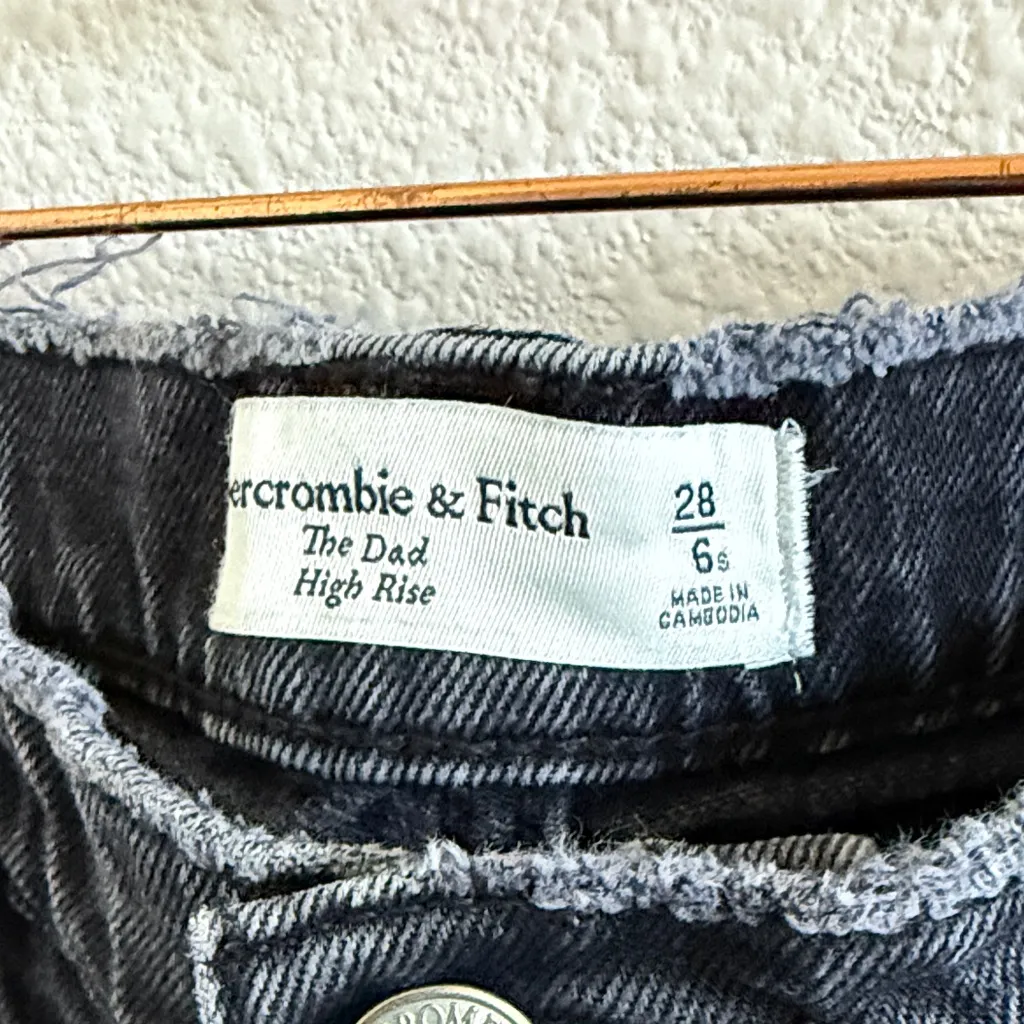 ercrombie & Fitch
The Dad
High Rise
28
6s
MADE IN
CAMBODIA